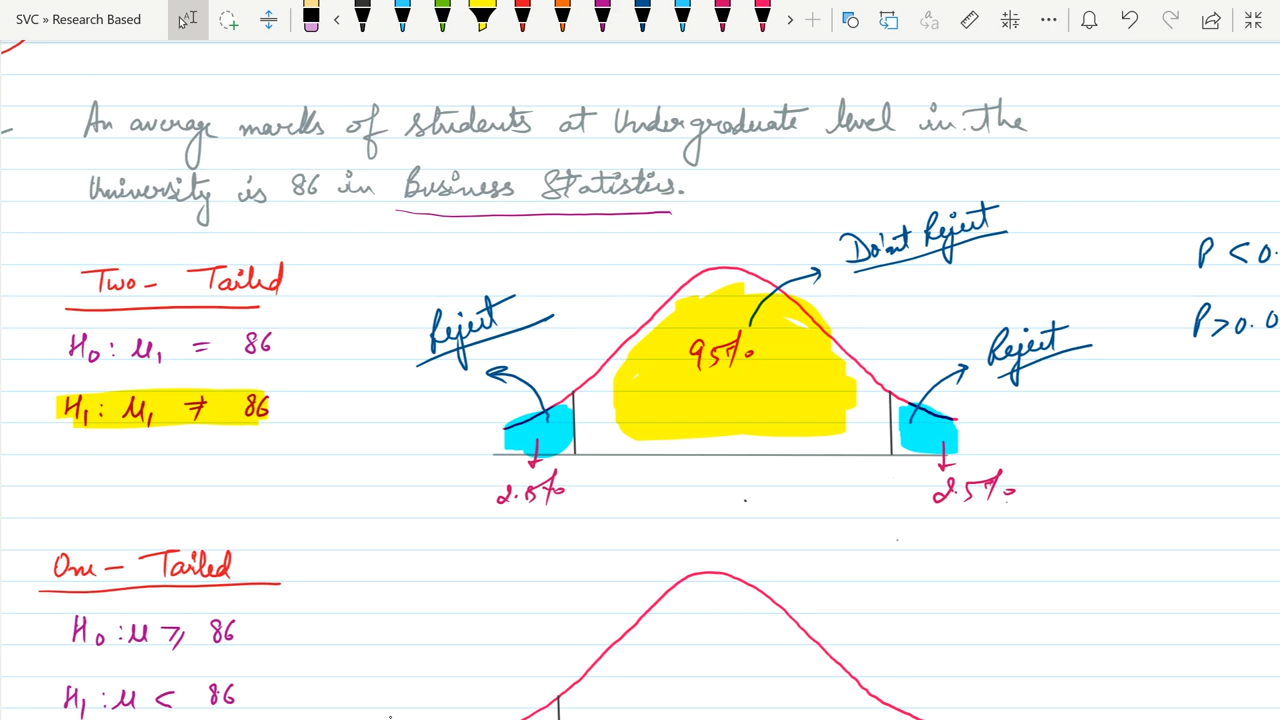 SVC » Research Based
An average marks of students at Undergraduate level in the
University is 86 in Business Statistics.
Two - Tailed
H0 : μ1 = 86
H1 : μ1 ≠ 86
Reject
95%
Don't Reject
Reject
2.5%
2.5%
P < 0.
P > 0.0
One - Tailed
H0 : μ ≥ 86
H1 : μ < 86